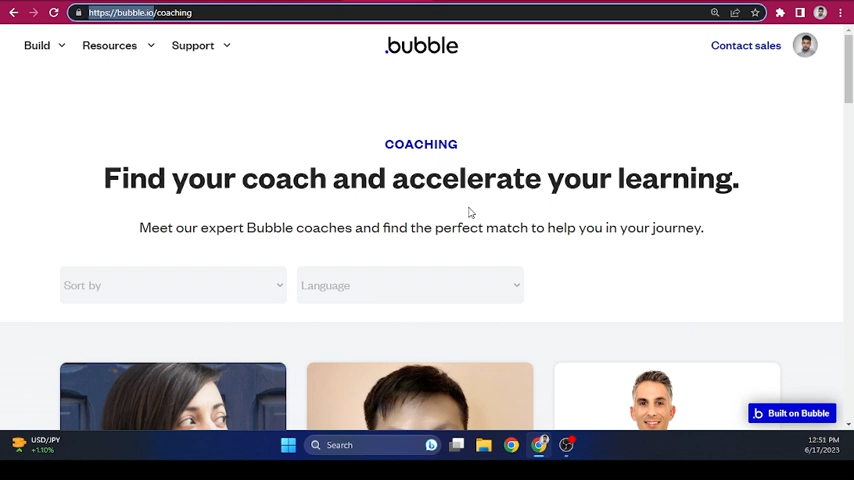 https://bubble.io/coaching
Build
Resources
Support
.bubble
Contact sales
COACHING
Find your coach and accelerate your learning.
Meet our expert Bubble coaches and find the perfect match to help you in your journey.
Sort by
Language
b Built on Bubble
USD/JPY
+1.10%
Search
12:51 PM
6/17/2023